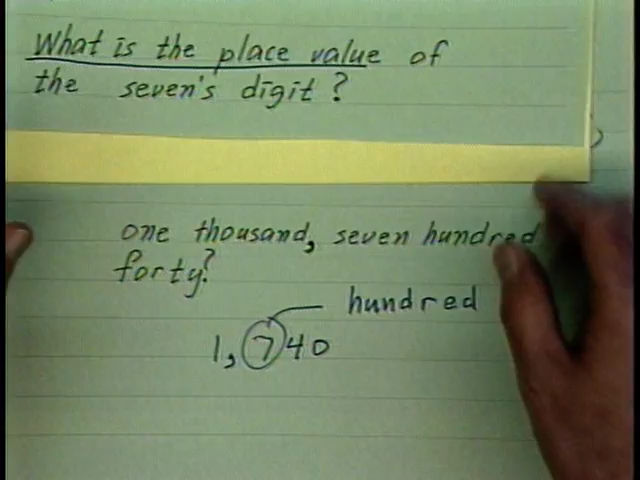 What is the place value of
the seven's digit?
one thousand, seven hundred
forty?
hundred
1,740